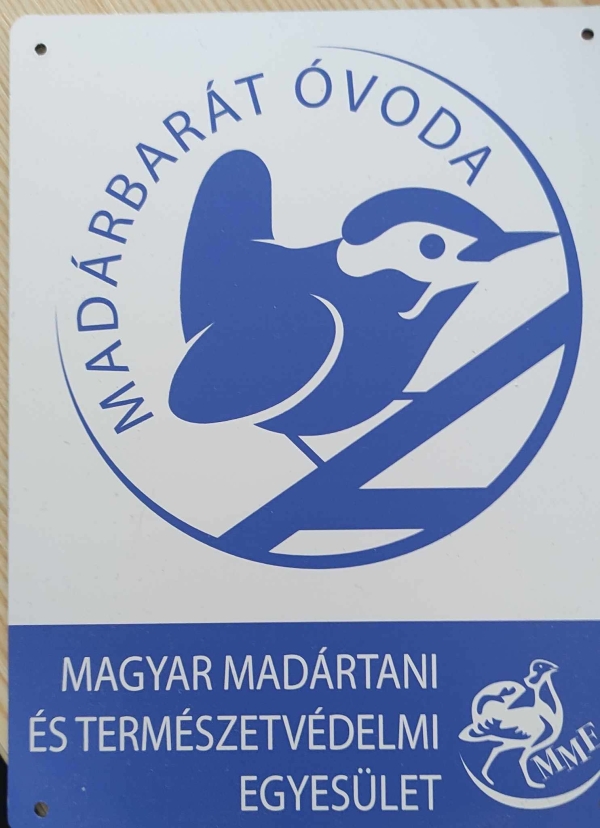 MADÁRBARÁT ÓVODA
MAGYAR MADÁRTANI
ÉS TERMÉSZETVÉDELMI
EGYESÜLET
MME